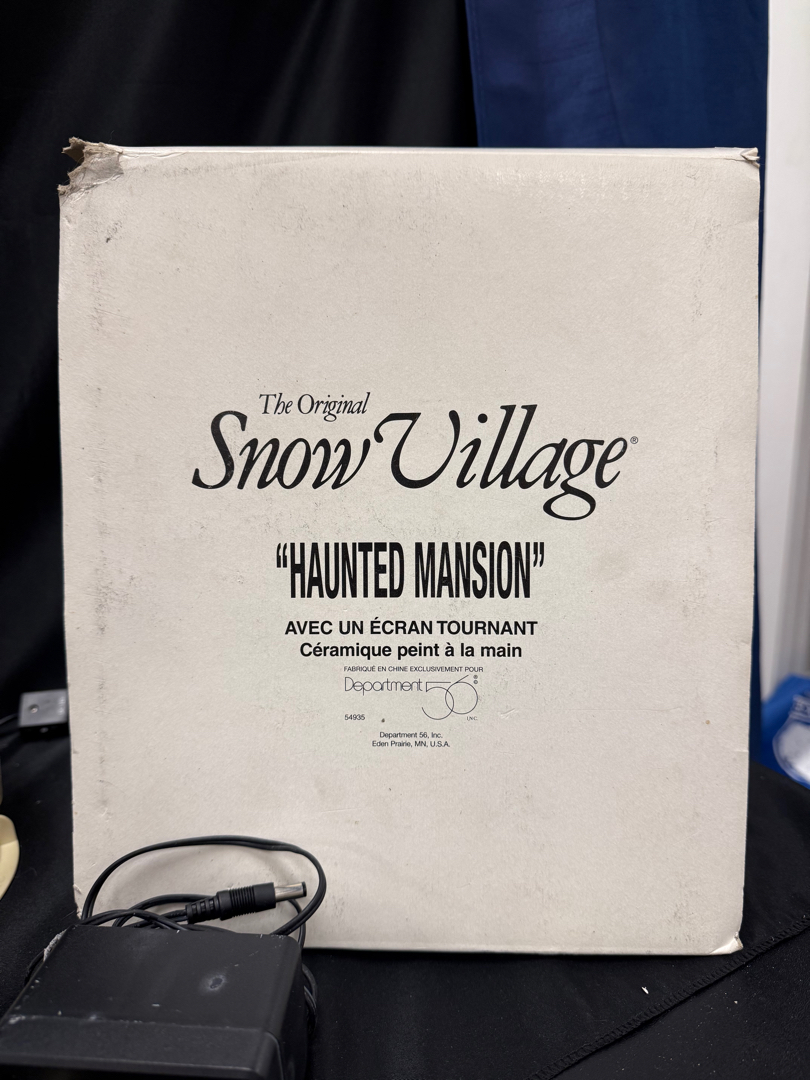 The Original
Snow Village®
“HAUNTED MANSION”
AVEC UN ÉCRAN TOURNANT
Céramique peint à la main
FABRIQUÉ EN CHINE EXCLUSIVEMENT POUR
Department 56®
54935
INC.
Department 56, Inc.
Eden Prairie, MN, U.S.A.